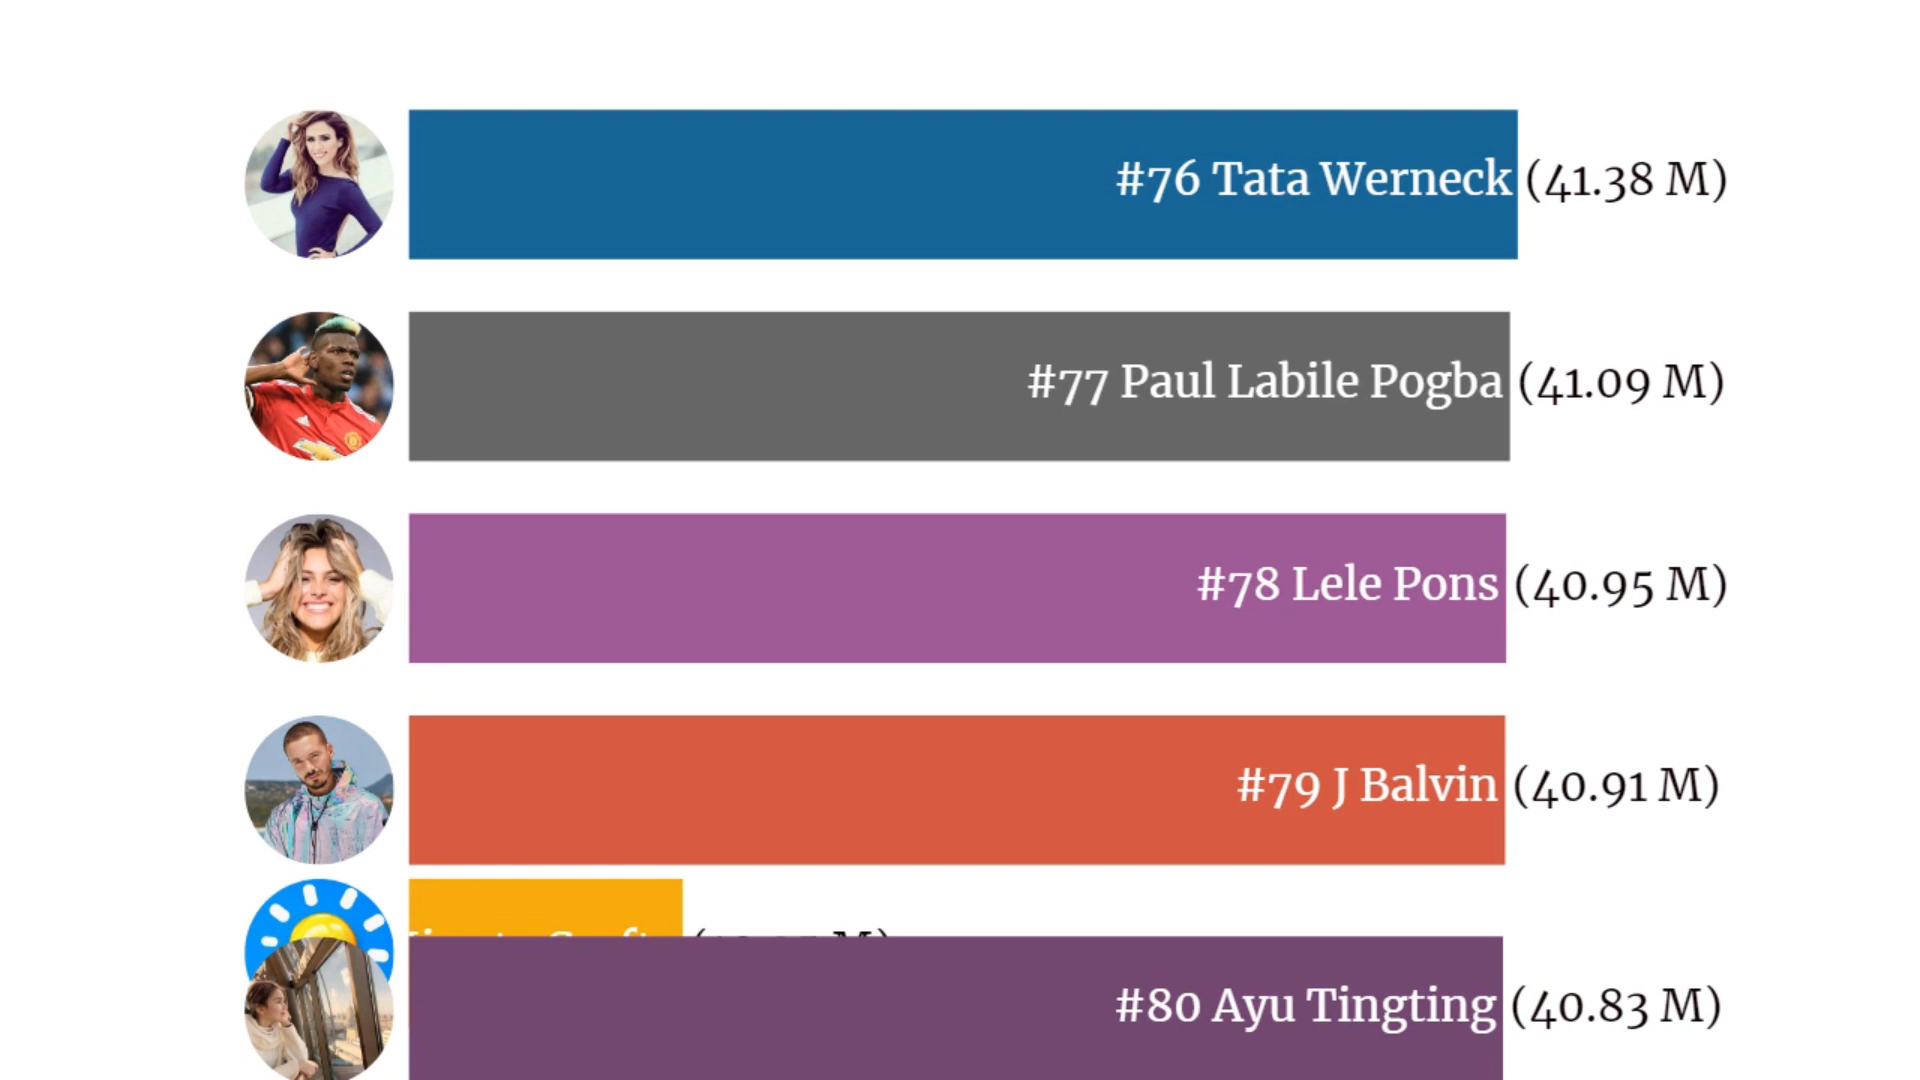 #76 Tata Werneck (41.38 M)
#77 Paul Labile Pogba (41.09 M)
#78 Lele Pons (40.95 M)
#79 J Balvin (40.91 M)
#80 Ayu Tingting (40.83 M)